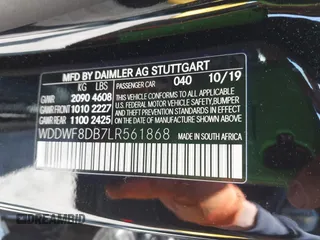 MFD BY DAIMLER AG STUTTGART
KG LBS PASSENGER CAR 040 10/19
GVWR 2090 4608
GAWR FRONT 1010 2227
GAWR REAR 1100 2425
THIS VEHICLE CONFORMS TO ALL APPLICABLE
FEDERAL MOTOR VEHICLE SAFETY, BUMPER AND
THEFT PREVENTION STANDARDS IN EFFECT ON THE
DATE OF MANUFACTURE SHOWN ABOVE
WDDWF8DB7LR561868
MADE IN SOUTH AFRICA
DREAMBID